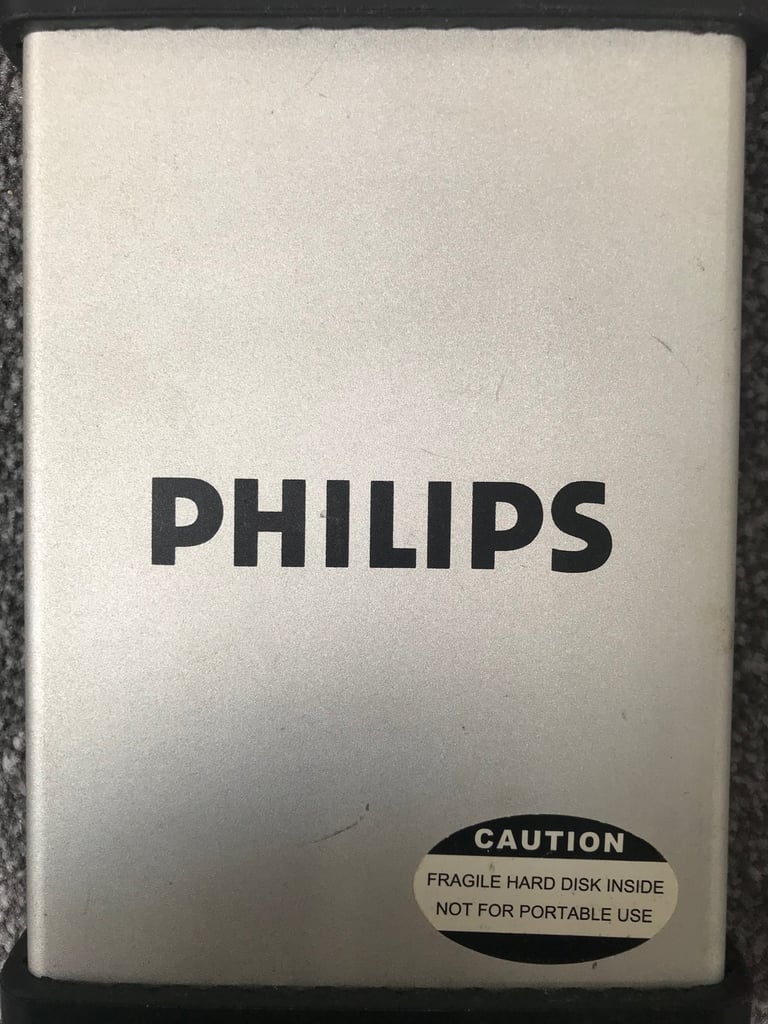 PHILIPS
CAUTION
FRAGILE HARD DISK INSIDE
NOT FOR PORTABLE USE